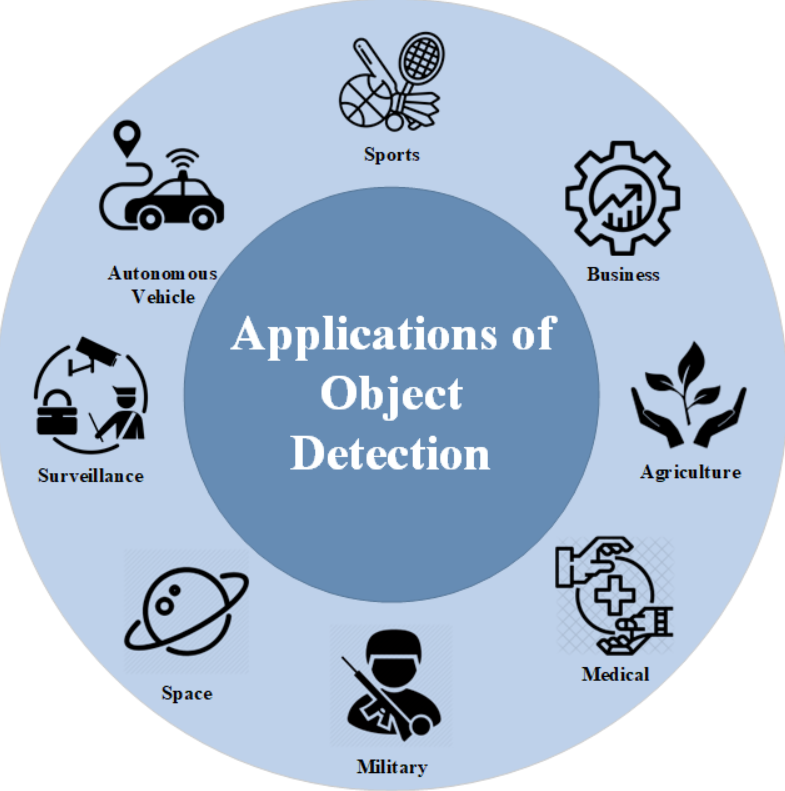 Sports
Business
Autonomous
Vehicle
Applications of
Object
Detection
Agriculture
Surveillance
Medical
Space
Military